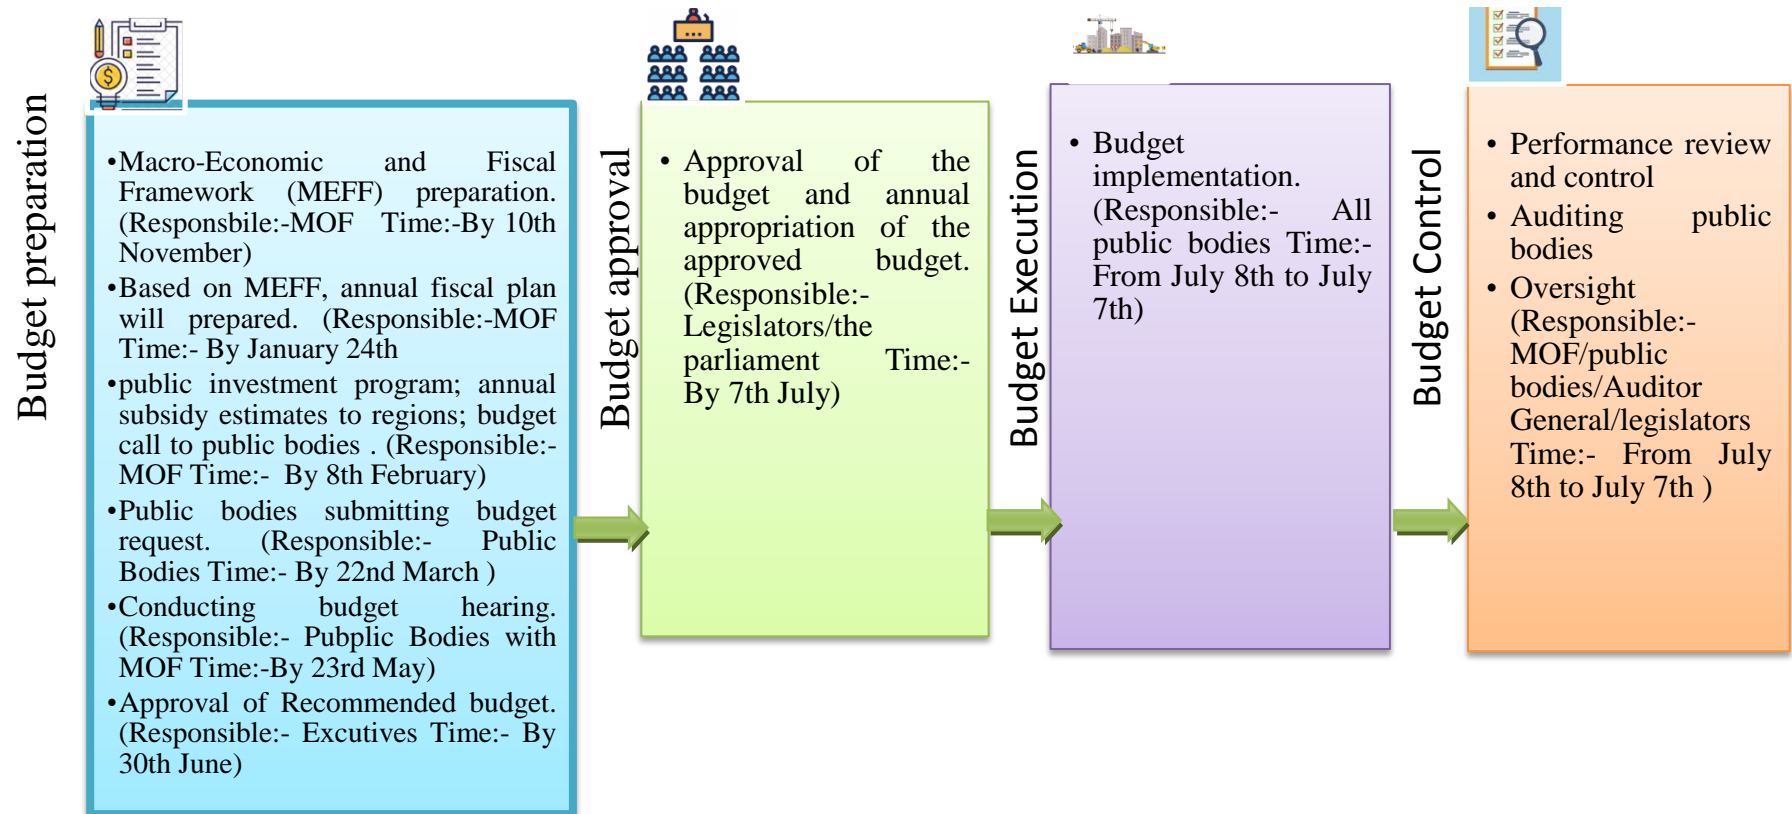 Budget preparation
•Macro-Economic and Fiscal
Framework (MEFF) preparation.
(Responsbile:-MOF Time:-By 10th
November)
•Based on MEFF, annual fiscal plan
will prepared. (Responsible:-MOF
Time:- By January 24th
•public investment program; annual
subsidy estimates to regions; budget
call to public bodies . (Responsible:-
MOF Time:- By 8th February)
•Public bodies submitting budget
request. (Responsible:- Public
Bodies Time:- By 22nd March )
•Conducting budget hearing.
(Responsible:- Pubplic Bodies with
MOF Time:-By 23rd May)
•Approval of Recommended budget.
(Responsible:- Excutives Time:- By
30th June)
Budget approval
• Approval of the
budget and annual
appropriation of the
approved budget.
(Responsible:-
Legislators/the
parliament Time:-
By 7th July)
Budget Execution
• Budget
implementation.
(Responsible:- All
public bodies Time:-
From July 8th to July
7th)
Budget Control
• Performance review
and control
• Auditing public
bodies
• Oversight
(Responsible:-
MOF/public
bodies/Auditor
General/legislators
Time:- From July
8th to July 7th )